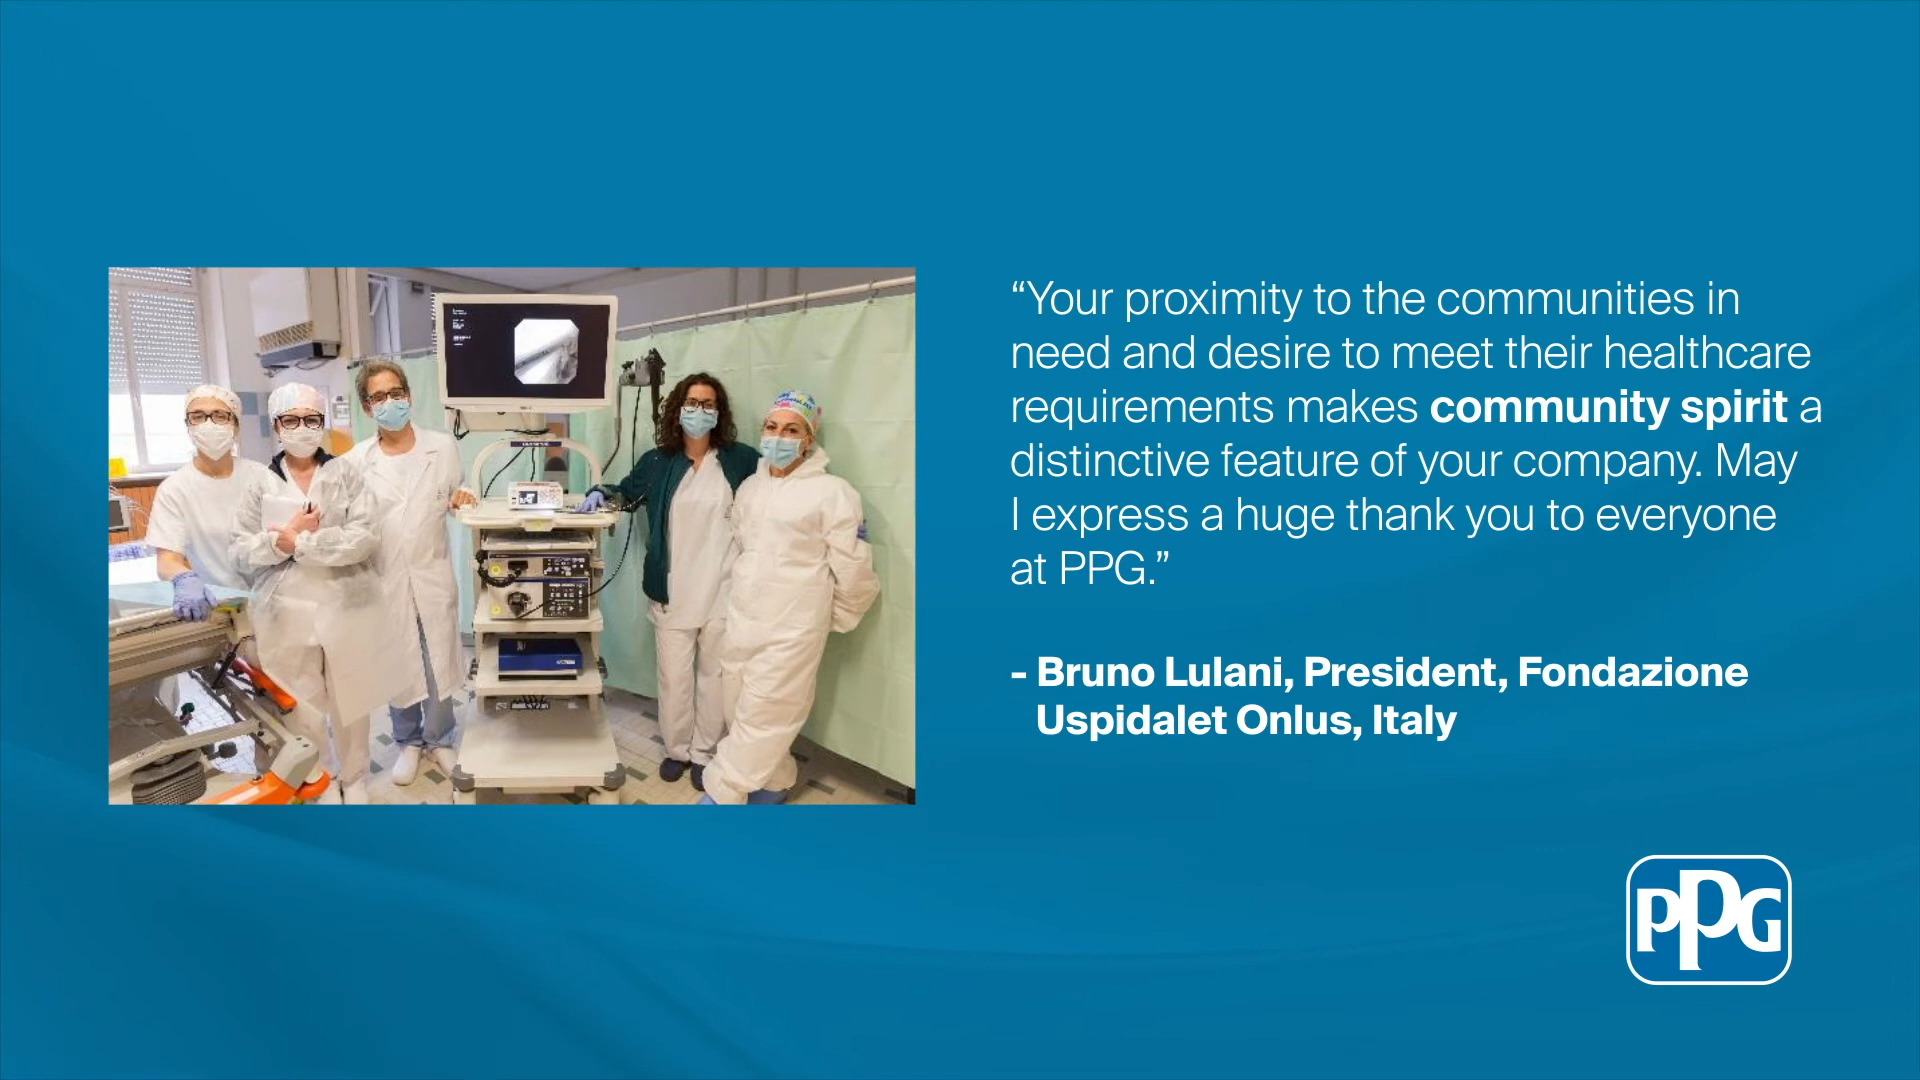 “Your proximity to the communities in
need and desire to meet their healthcare
requirements makes community spirit a
distinctive feature of your company. May
I express a huge thank you to everyone
at PPG.”
- Bruno Lulani, President, Fondazione
Uspidalet Onlus, Italy
PPG